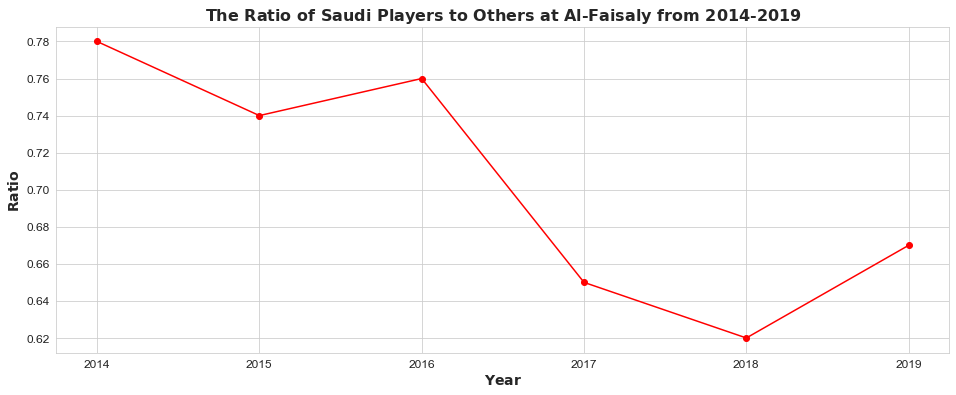 The Ratio of Saudi Players to Others at Al-Faisaly from 2014-2019
0.78
0.76
0.74
0.72
0.70
0.68
0.66
0.64
0.62
Ratio
2014 2015 2016 2017 2018 2019
Year